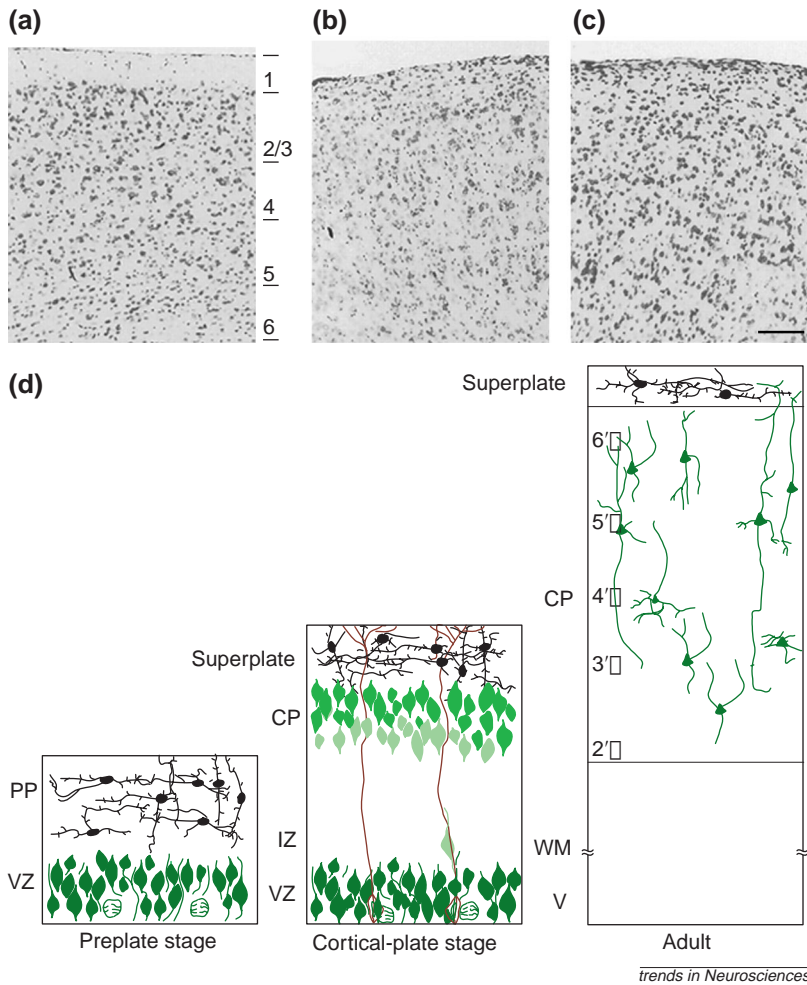 (a)
(b)
(c)
1
2/3
4
5
6
(d)
Superplate
6′
5′
CP
4′
3′
2′
WM
V
Adult
Superplate
CP
IZ
VZ
Cortical-plate stage
PP
VZ
Preplate stage
trends in Neurosciences